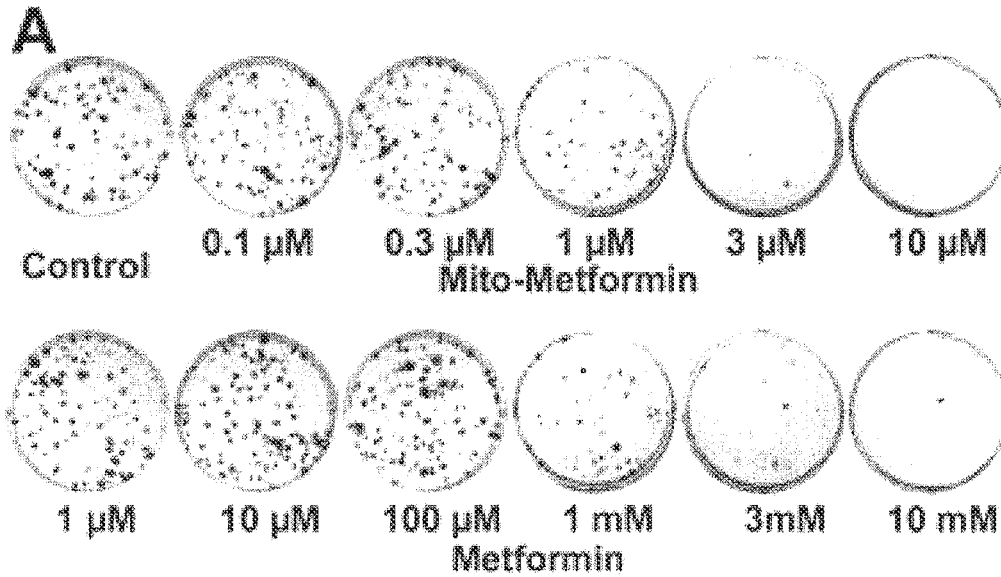 A
0.1 µM 0.3 µM 1 µM 3 µM 10 µM
Control
Mito-Metformin
1 µM 10 µM 100 µM 1 mM 3mM 10 mM
Metformin